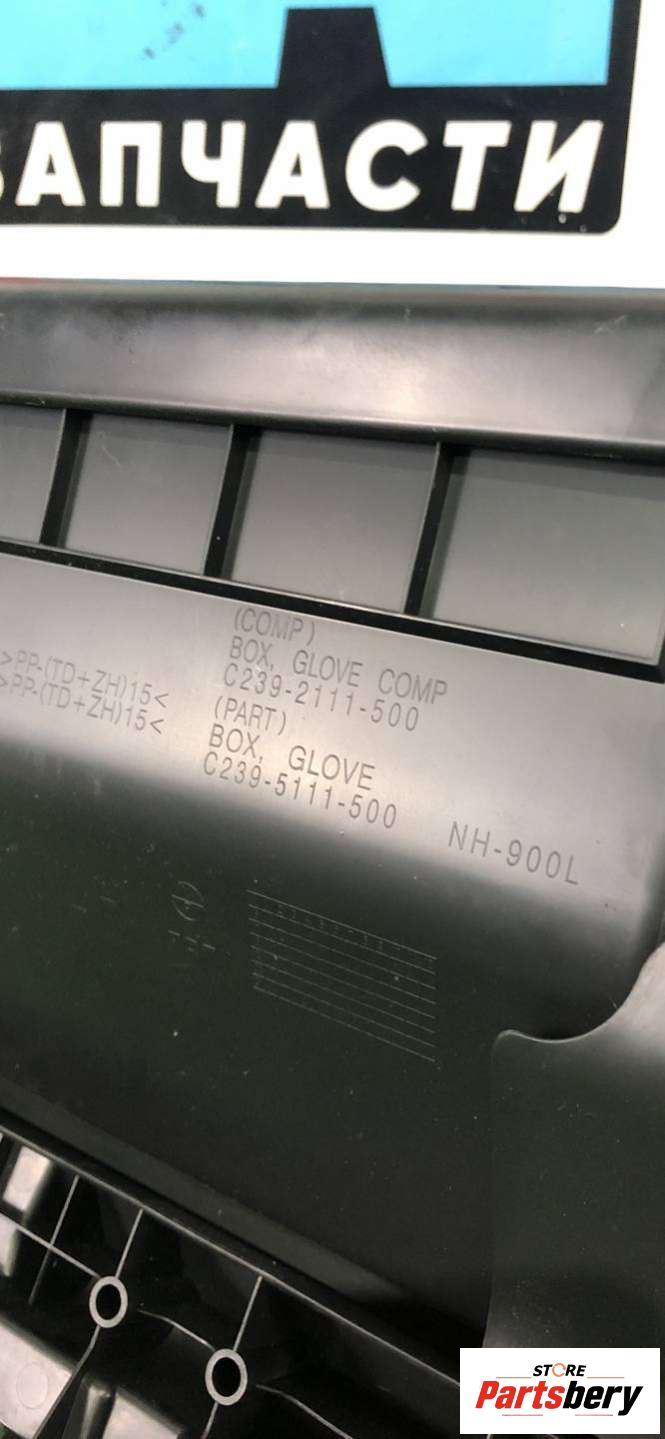 ЗАПЧАСТИ
(COMP)
BOX, GLOVE COMP
C239-2111-500
>PP-(TD+ZH)15<
>PP-(TD+ZH)15<
(PART)
BOX, GLOVE
C239-5111-500
NH-900L
STORE
Partsbery